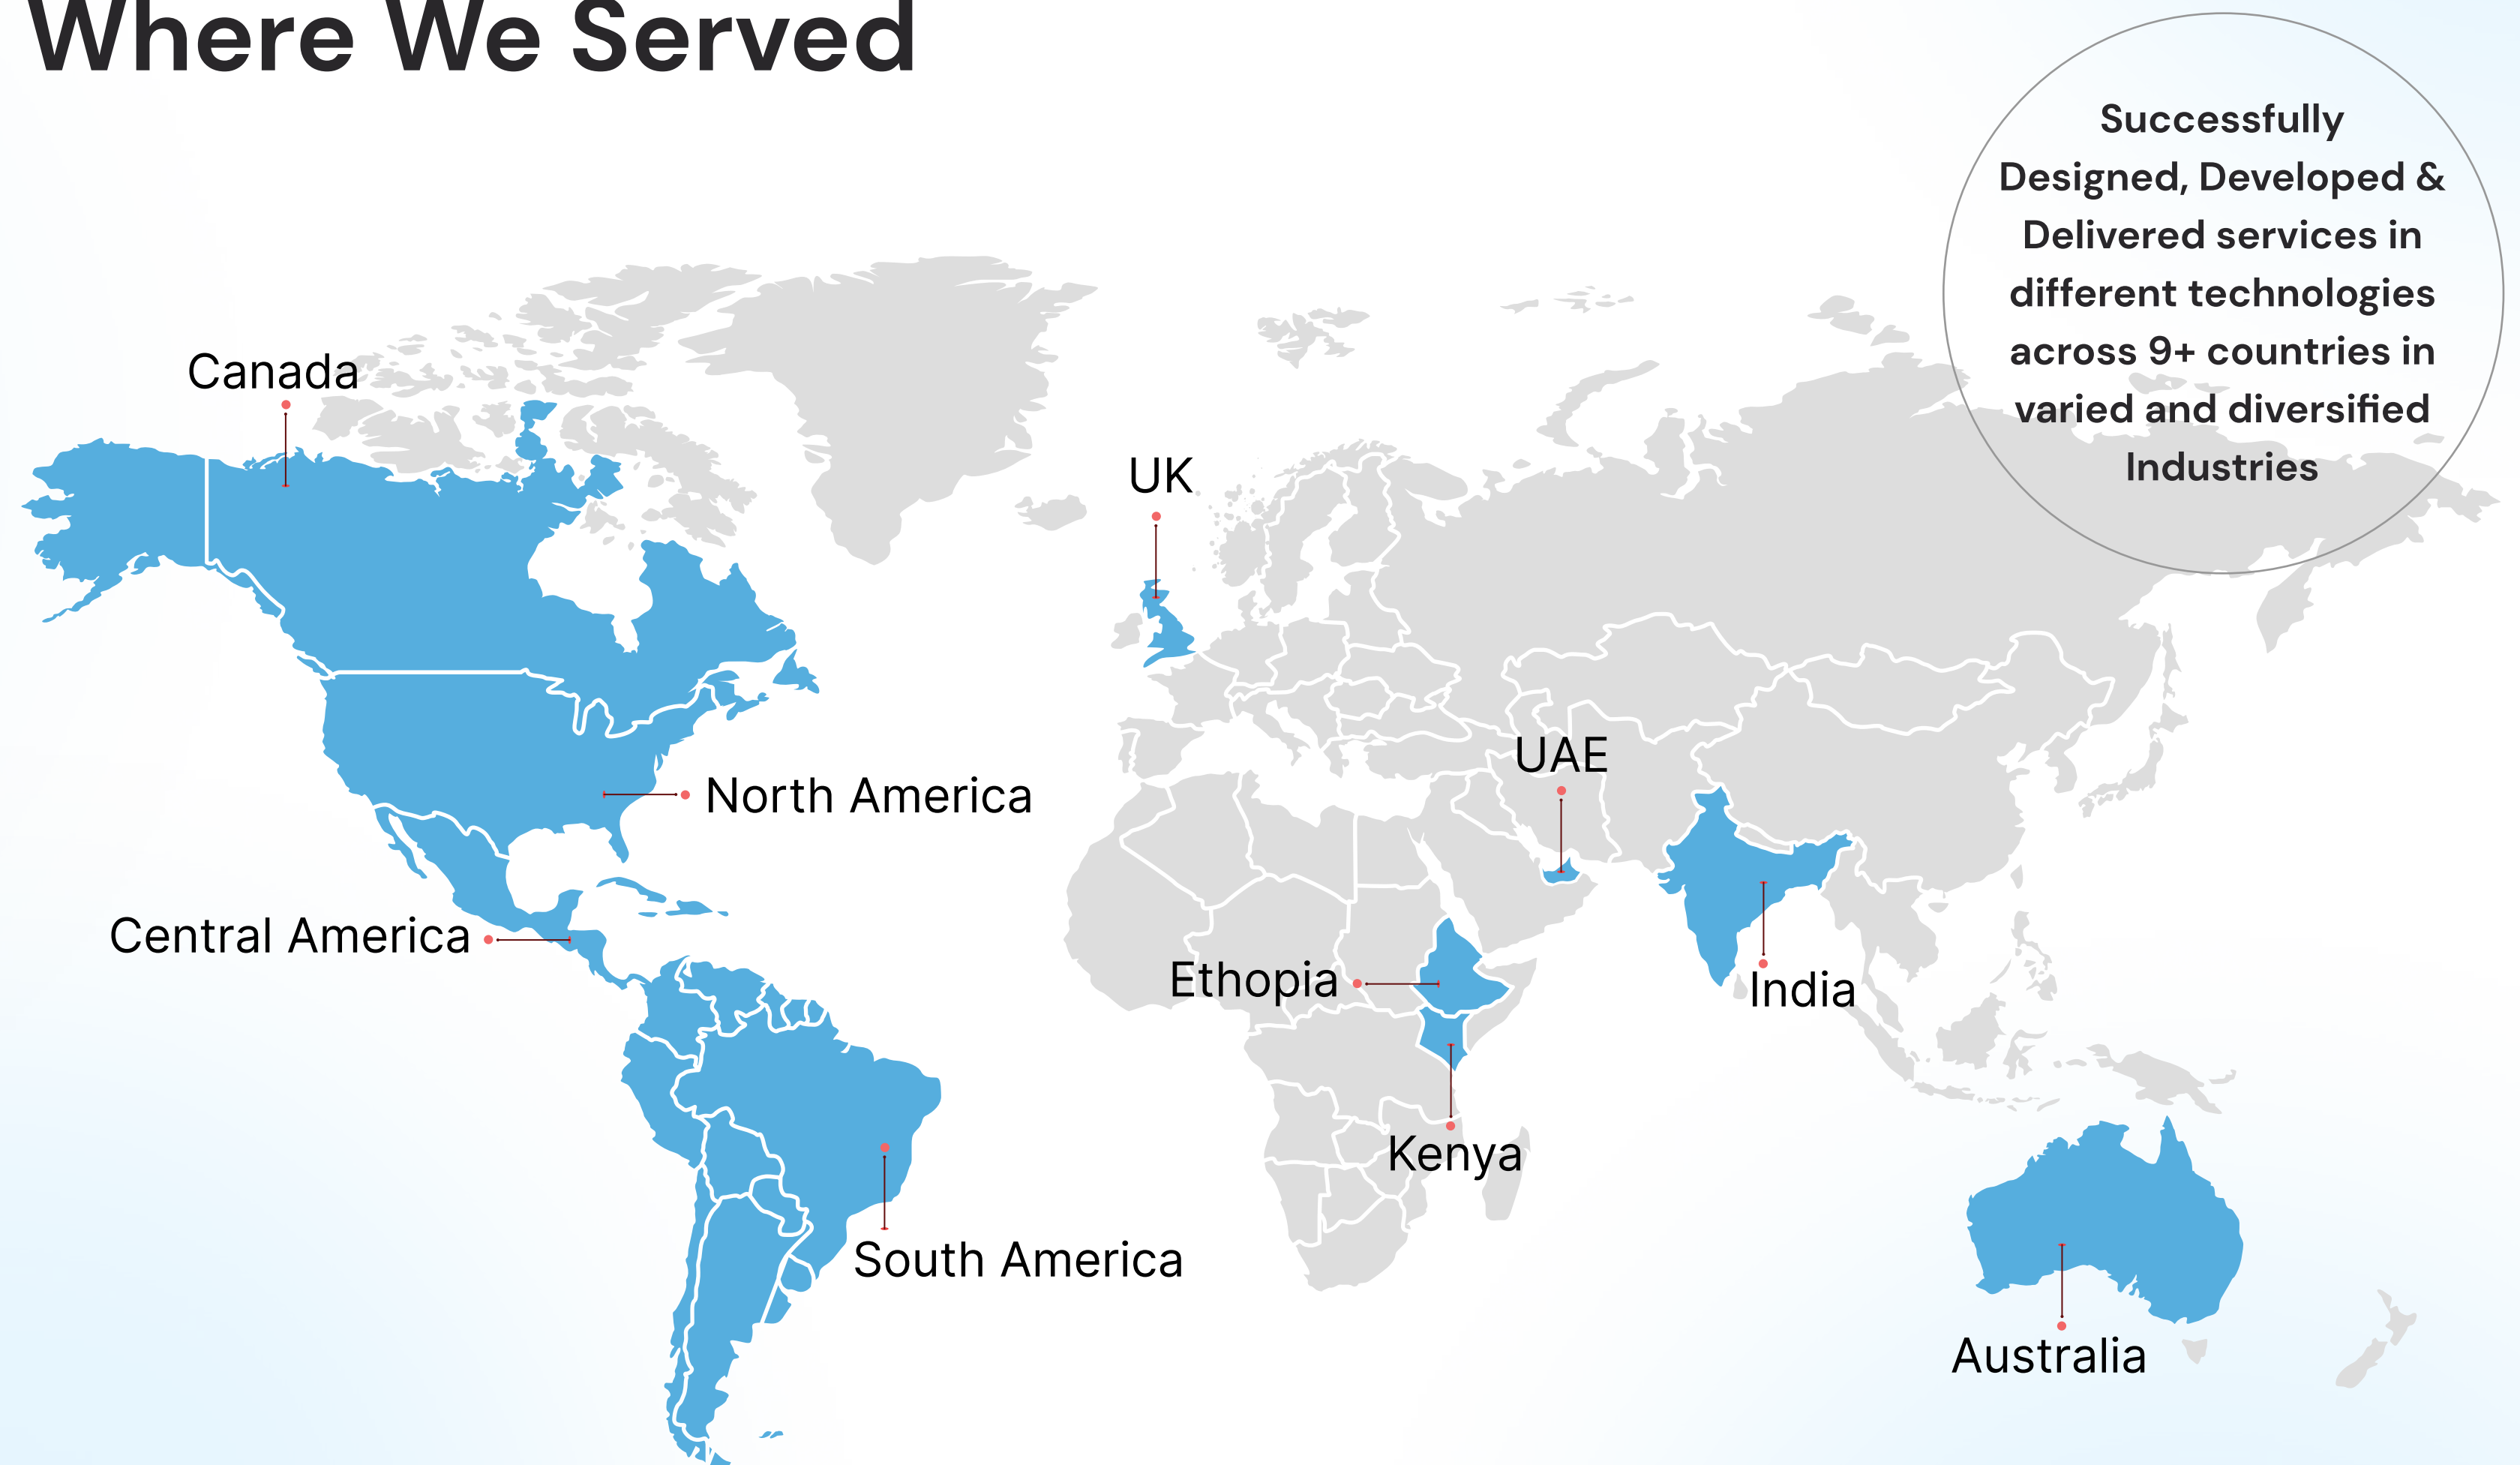 Where We Served
Successfully
Designed, Developed &
Delivered services in
different technologies
across 9+ countries in
varied and diversified
Industries
Canada
UK
UAE
North America
Central America
Ethopia
India
Kenya
South America
Australia